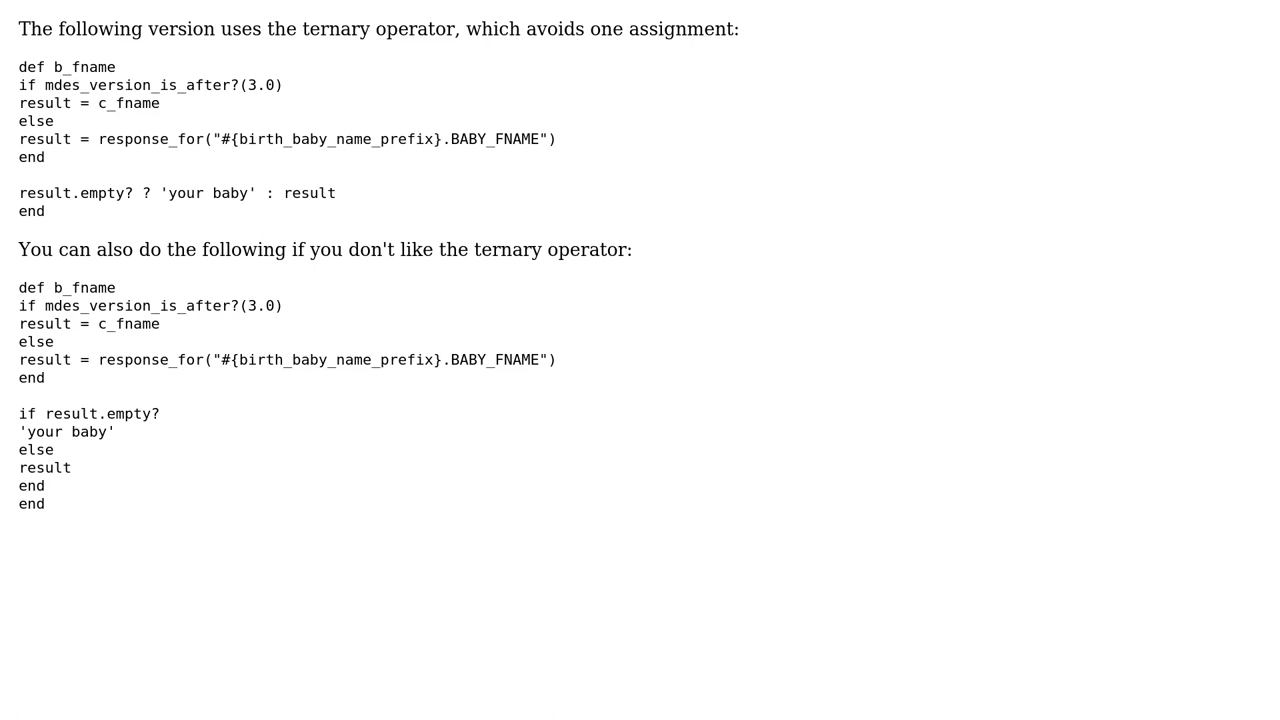 The following version uses the ternary operator, which avoids one assignment:
def b_fname
if mdes_version_is_after?(3.0)
result = c_fname
else
result = response_for("#{birth_baby_name_prefix}.BABY_FNAME")
end
result.empty? ? 'your baby' : result
end
You can also do the following if you don't like the ternary operator:
def b_fname
if mdes_version_is_after?(3.0)
result = c_fname
else
result = response_for("#{birth_baby_name_prefix}.BABY_FNAME")
end
if result.empty?
'your baby'
else
result
end
end